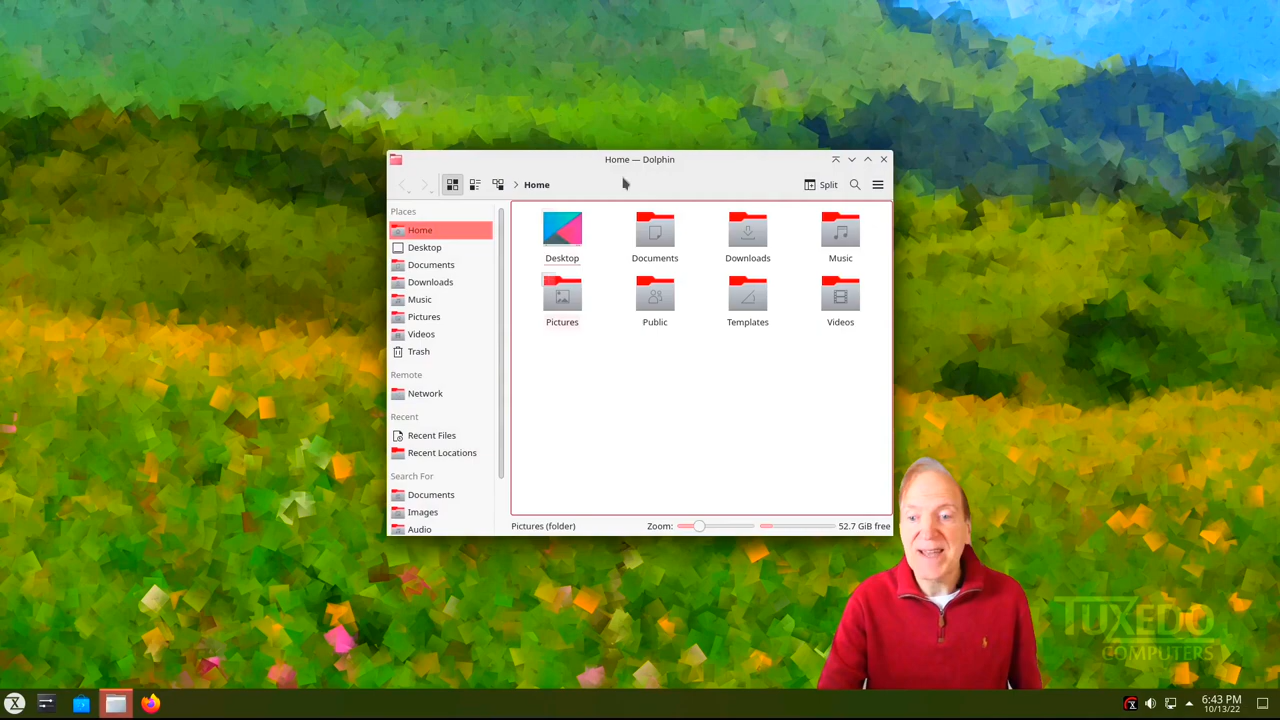 Home — Dolphin
Home
Split
Places
Home
Desktop
Documents
Downloads
Music
Pictures
Videos
Trash
Remote
Network
Recent
Recent Files
Recent Locations
Search For
Documents
Images
Audio
Desktop
Documents
Downloads
Music
Pictures
Public
Templates
Videos
Pictures (folder)
Zoom:
52.7 GiB free
TUXEDO
COMPUTERS
6:43 PM
10/13/22